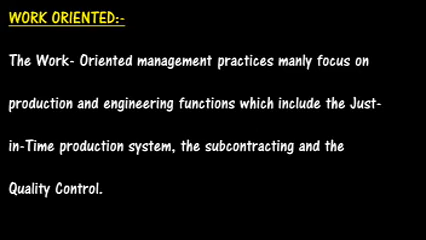 WORK ORIENTED:-
The Work- Oriented management practices manly focus on
production and engineering functions which include the Just-
in-Time production system, the subcontracting and the
Quality Control.